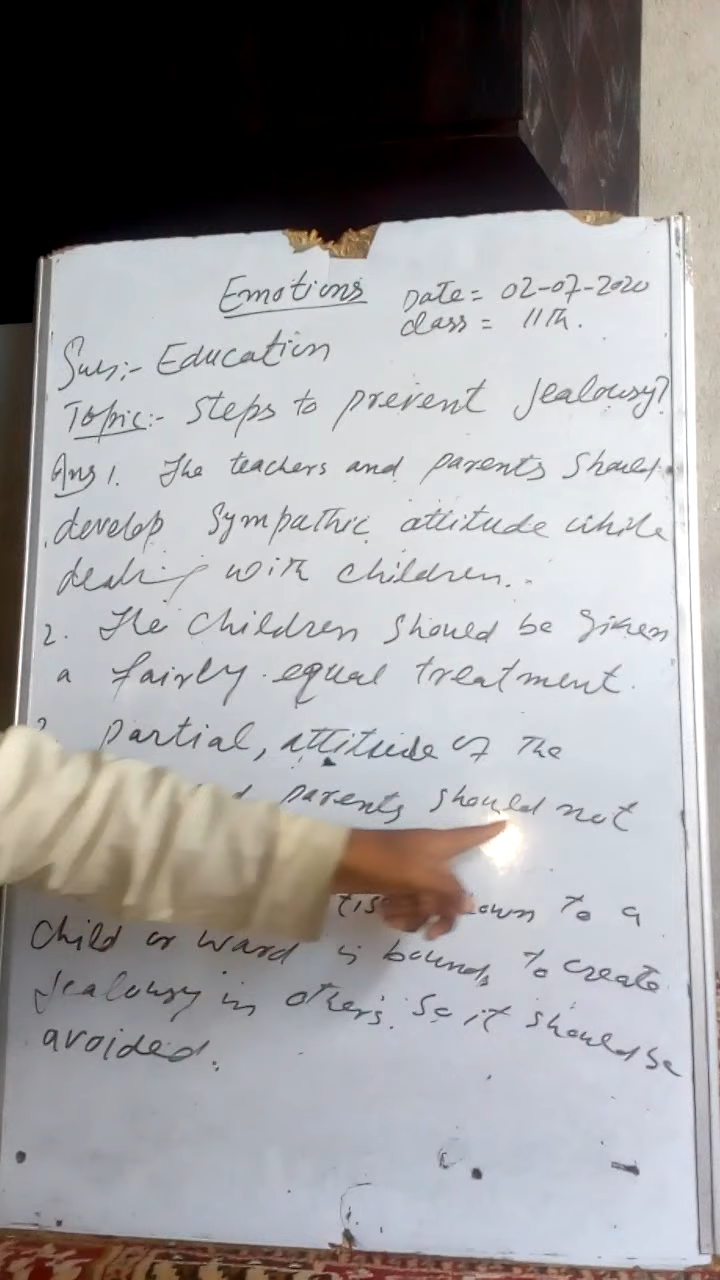 Emotions
Date = 02-07-2020
class = 11th.
Sub:- Education
Topic:- Steps to prevent Jealousy?
Ans 1. The teachers and parents should
develop Sympathic attitude while
dealing with children.
2. The children should be given
a fairly equal treatment.
partial, attitude of the
parents should not
to a
child or ward is bounds to create
Jealousy in others. So it should be
avoided.